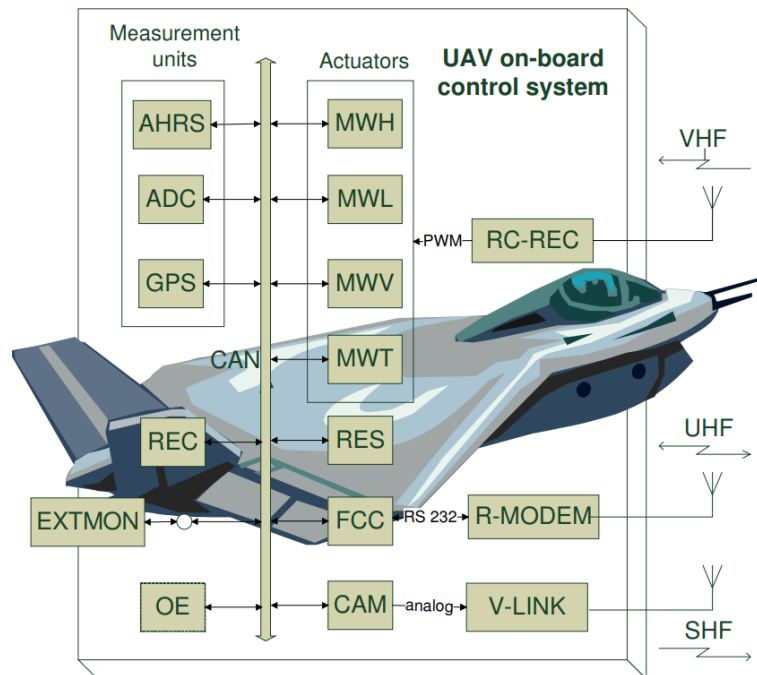 Measurement
units
Actuators
UAV on-board
control system
AHRS
MWH
VHF
ADC
MWL
PWM
RC-REC
GPS
MWV
CAN
MWT
REC
RES
UHF
EXTMON
FCC
RS 232
R-MODEM
OE
CAM
analog
V-LINK
SHF